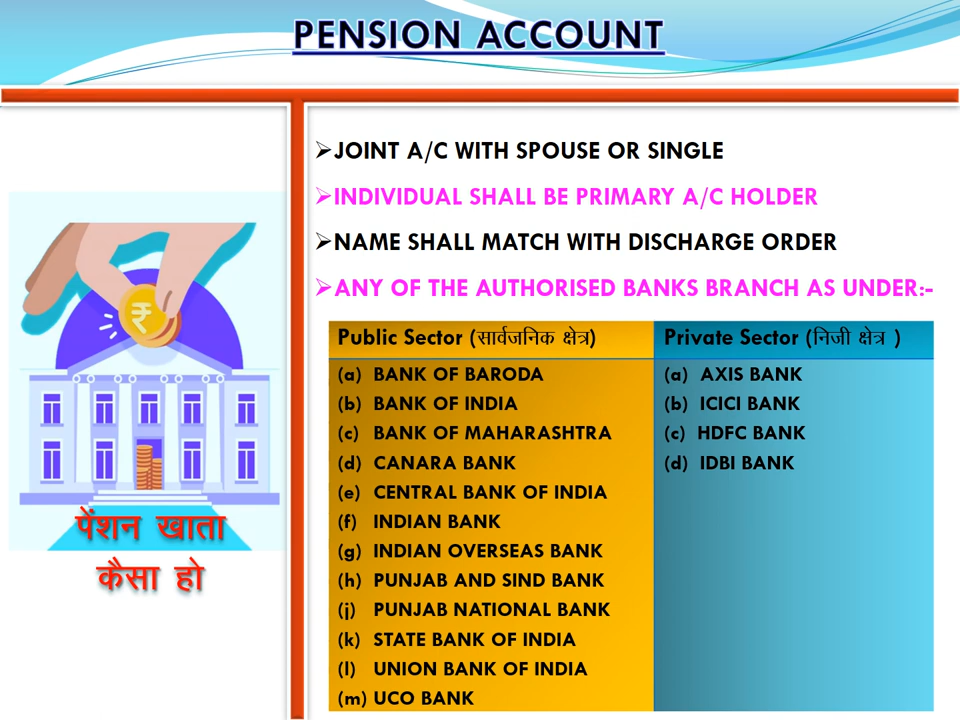 PENSION ACCOUNT
➢JOINT A/C WITH SPOUSE OR SINGLE
➢INDIVIDUAL SHALL BE PRIMARY A/C HOLDER
➢NAME SHALL MATCH WITH DISCHARGE ORDER
➢ANY OF THE AUTHORISED BANKS BRANCH AS UNDER:-
₹
पेंशन खाता
कैसा हो
Public Sector (सार्वजनिक क्षेत्र)
(a) BANK OF BARODA
(b) BANK OF INDIA
(c) BANK OF MAHARASHTRA
(d) CANARA BANK
(e) CENTRAL BANK OF INDIA
(f) INDIAN BANK
(g) INDIAN OVERSEAS BANK
(h) PUNJAB AND SIND BANK
(j) PUNJAB NATIONAL BANK
(k) STATE BANK OF INDIA
(l) UNION BANK OF INDIA
(m) UCO BANK
Private Sector (निजी क्षेत्र )
(a) AXIS BANK
(b) ICICI BANK
(c) HDFC BANK
(d) IDBI BANK